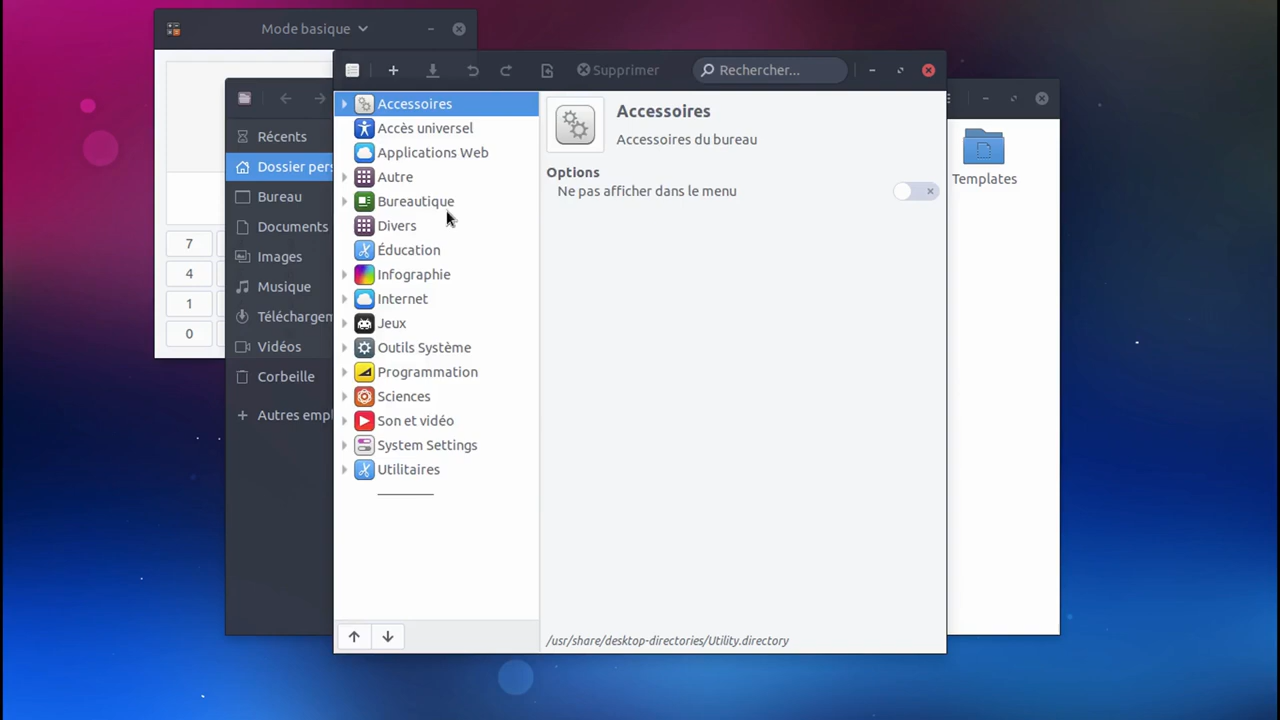 Mode basique
Supprimer
Rechercher...
Accessoires
Accès universel
Applications Web
Autre
Bureautique
Divers
Éducation
Infographie
Internet
Jeux
Outils Système
Programmation
Sciences
Son et vidéo
System Settings
Utilitaires
Accessoires
Accessoires du bureau
Options
Ne pas afficher dans le menu
/usr/share/desktop-directories/Utility.directory
Récents
Dossier pers
Bureau
Documents
Images
Musique
Téléchargem
Vidéos
Corbeille
Autres empl
Templates
7
4
1
0